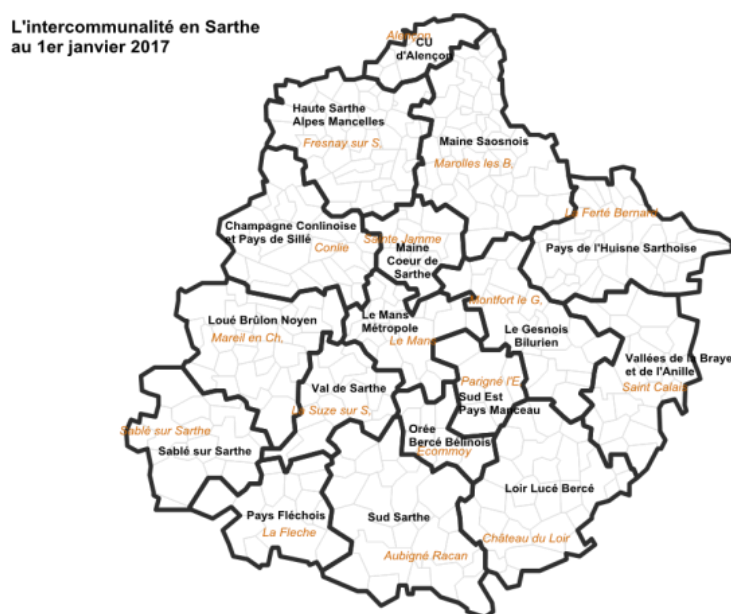 L'intercommunalité en Sarthe
au 1er janvier 2017
Alençon
CU
d'Alençon
Haute Sarthe
Alpes Mancelles
Fresnay sur S,
Maine Saosnois
Marolles les B,
La Ferté Bernard
Pays de l'Huisne Sarthoise
Champagne Conlinoise
et Pays de Sillé
Conlie
Sainte Jamme
Maine
Coeur de
Sarthe
Montfort le G,
Le Gesnois
Bilurien
Loué Brûlon Noyen
Mareil en Ch,
Le Mans
Métropole
Le Mans
Vallées de la Braye
et de l'Anille
Saint Calais
Val de Sarthe
La Suze sur S,
Parigné l'E,
Sud Est
Pays Manceau
Sablé sur Sarthe
Sablé sur Sarthe
Orée
Bercé Bélinois
Ecommoy
Loir Lucé Bercé
Château du Loir
Pays Fléchois
La Fleche
Sud Sarthe
Aubigné Racan